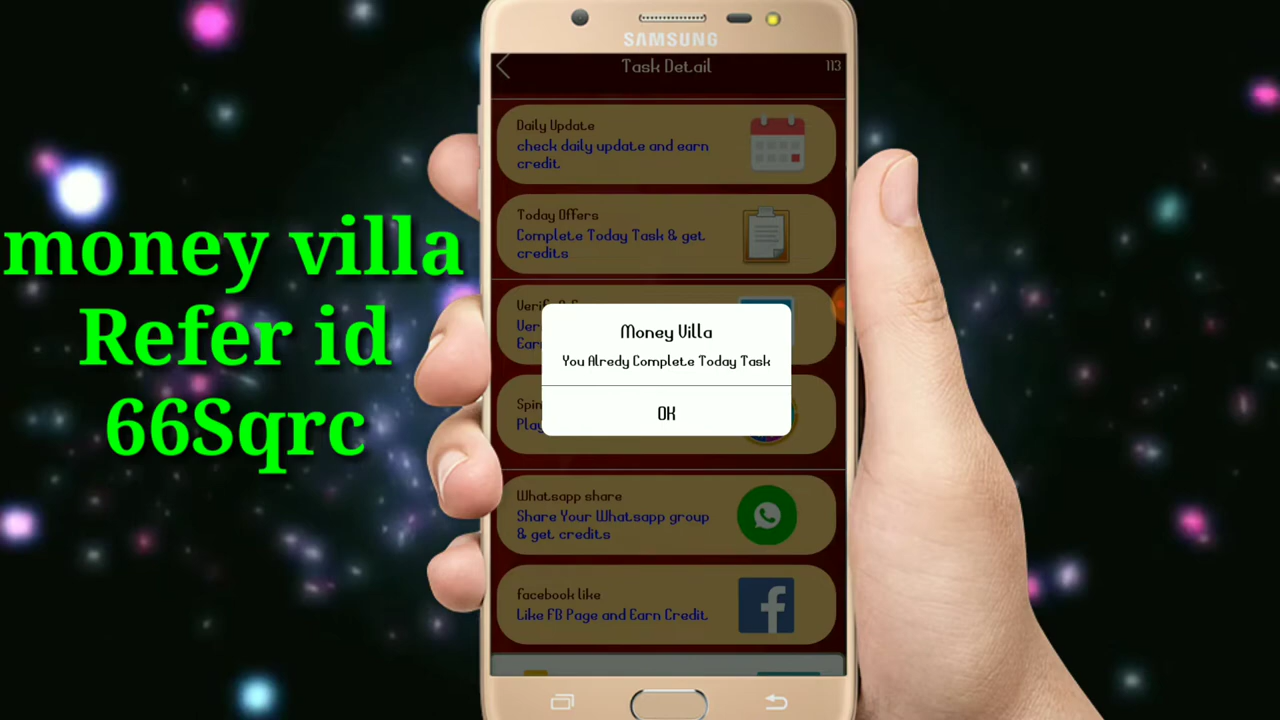 money villa
Refer id
66Sqrc
SAMSUNG
Task Detail
113
Daily Update
check daily update and earn
credit
Today Offers
Complete Today Task & get
credits
Money Villa
You Alredy Complete Today Task
OK
Whatsapp share
Share Your Whatsapp group
& get credits
facebook like
Like FB Page and Earn Credit